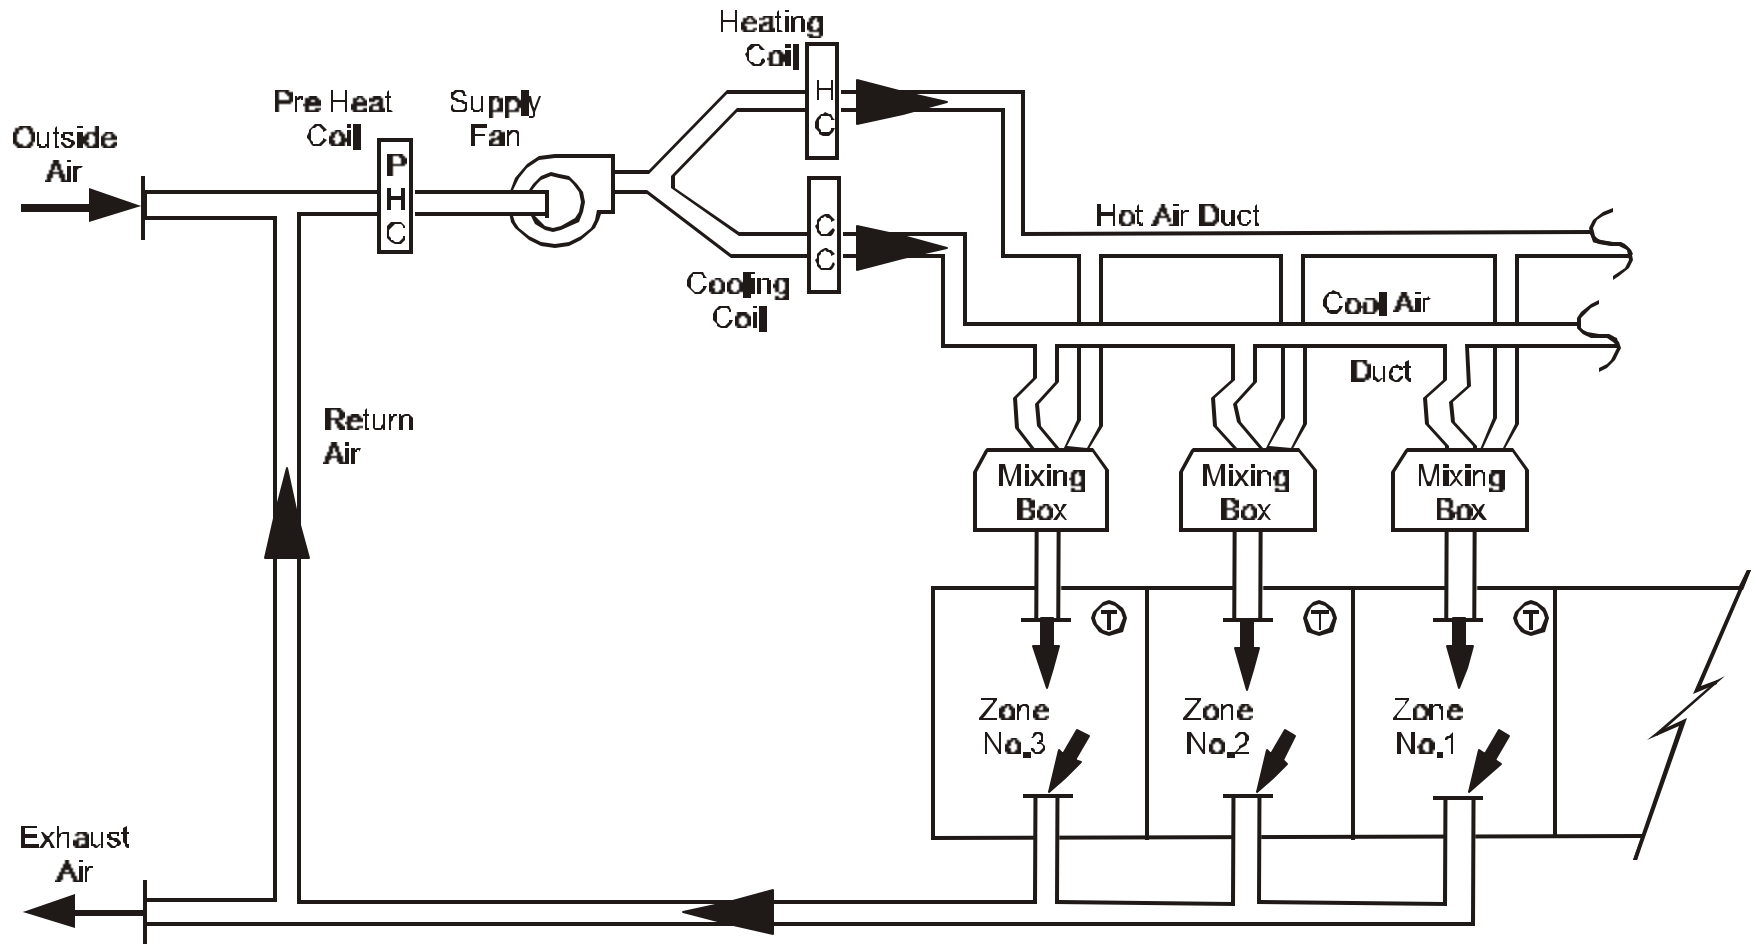 Heating
Coil
Pre Heat
Coil
Supply
Fan
Outside
Air
P
H
C
H
C
C
C
Cooling
Coil
Hot Air Duct
Cool Air
Duct
Return
Air
Mixing
Box
Mixing
Box
Mixing
Box
T
T
T
Zone
No.3
Zone
No.2
Zone
No.1
Exhaust
Air